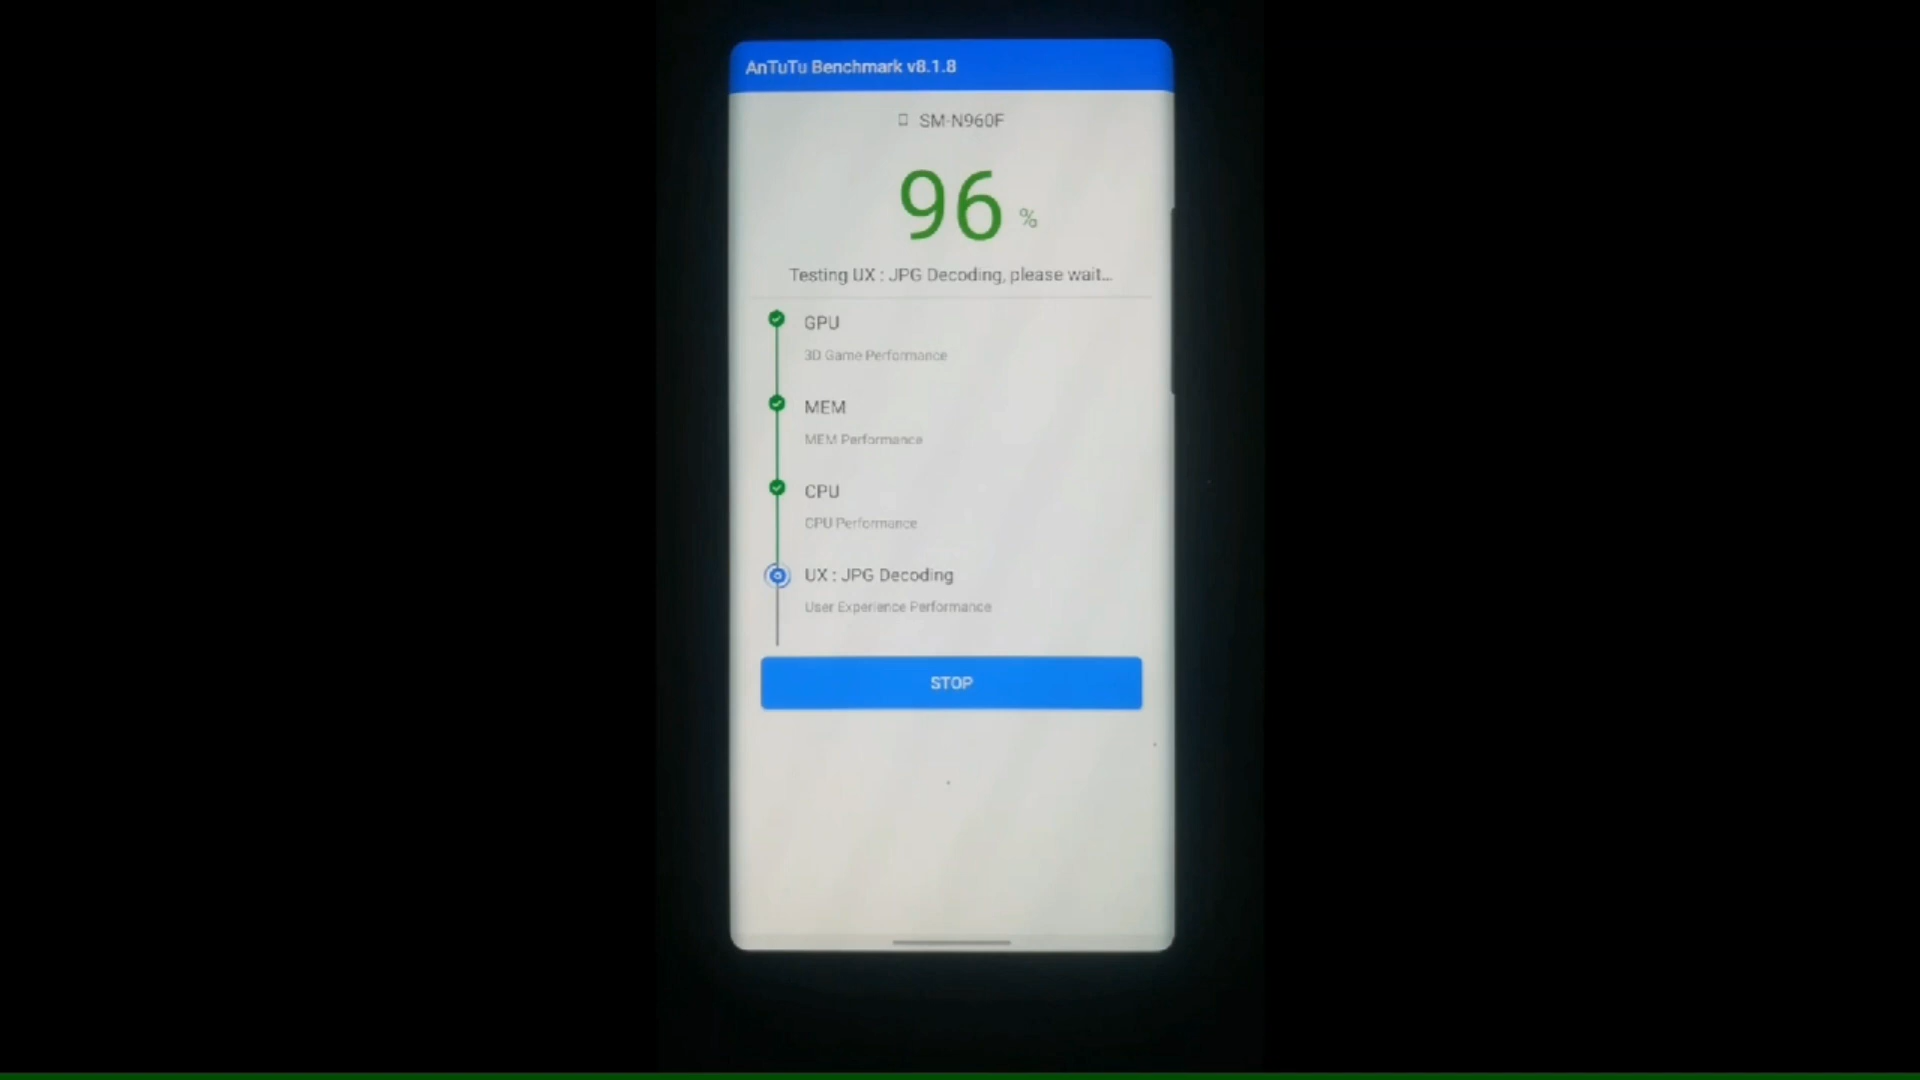 AnTuTu Benchmark v8.1.8
SM-N960F
96 %
Testing UX : JPG Decoding, please wait...
GPU
3D Game Performance
MEM
MEM Performance
CPU
CPU Performance
UX : JPG Decoding
User Experience Performance
STOP